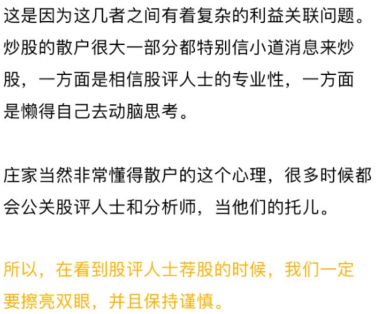 这是因为这几者之间有着复杂的利益关联问题。
炒股的散户很大一部分都特别信小道消息来炒
股，一方面是相信股评人士的专业性，一方面
是懒得自己去动脑思考。
庄家当然非常懂得散户的这个心理，很多时候都
会公关股评人士和分析师，当他们的托儿。
所以，在看到股评人士荐股的时候，我们一定
要擦亮双眼，并且保持谨慎。